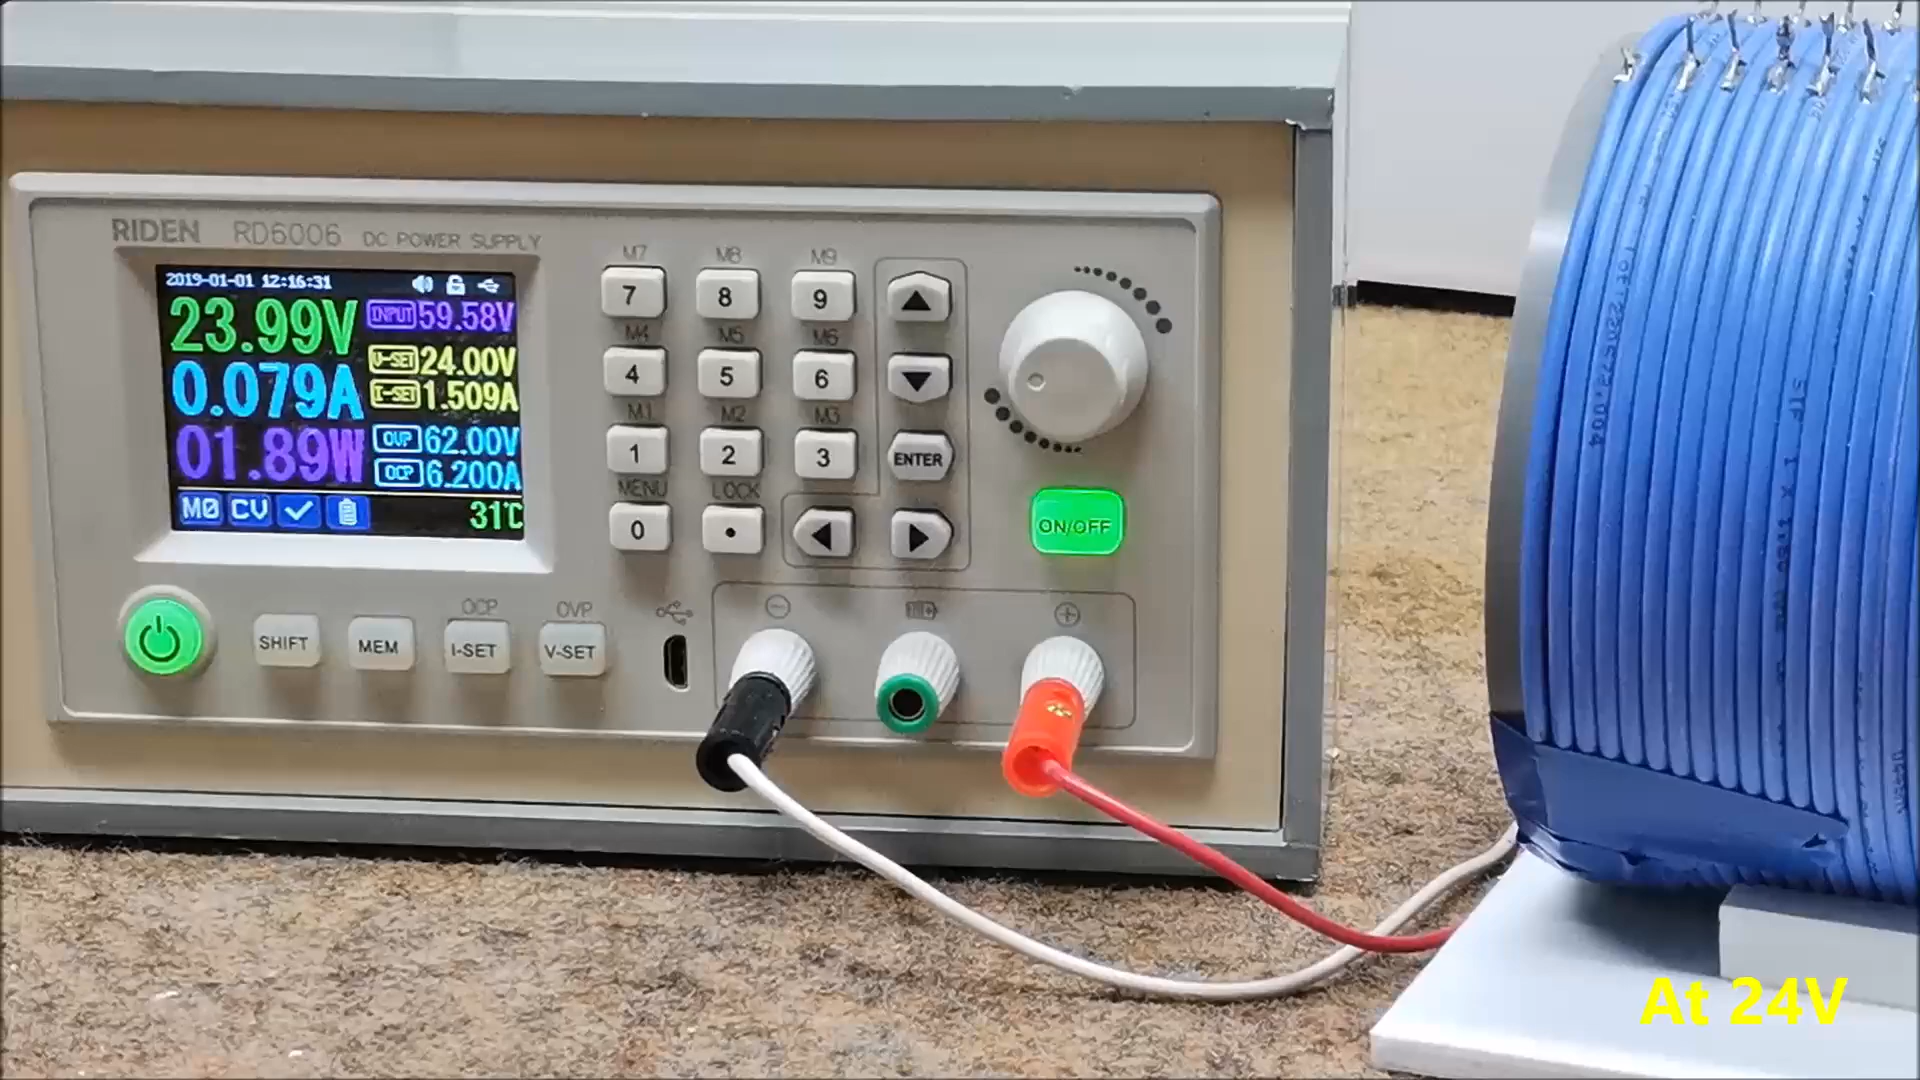 RIDEN RD6006 DC POWER SUPPLY
2019-01-01 12:16:31
23.99V
INPUT 59.58V
0.079A
U-SET 24.00V
I-SET 1.509A
01.89W
OVP 62.00V
OCP 6.200A
M0 CV 31℃
M7 M8 M9
7 8 9
M4 M5 M6
4 5 6
M1 M2 M3
1 2 3 ENTER
MENU LOCK
0 .
ON/OFF
OCP OVP
SHIFT MEM I-SET V-SET
At 24V